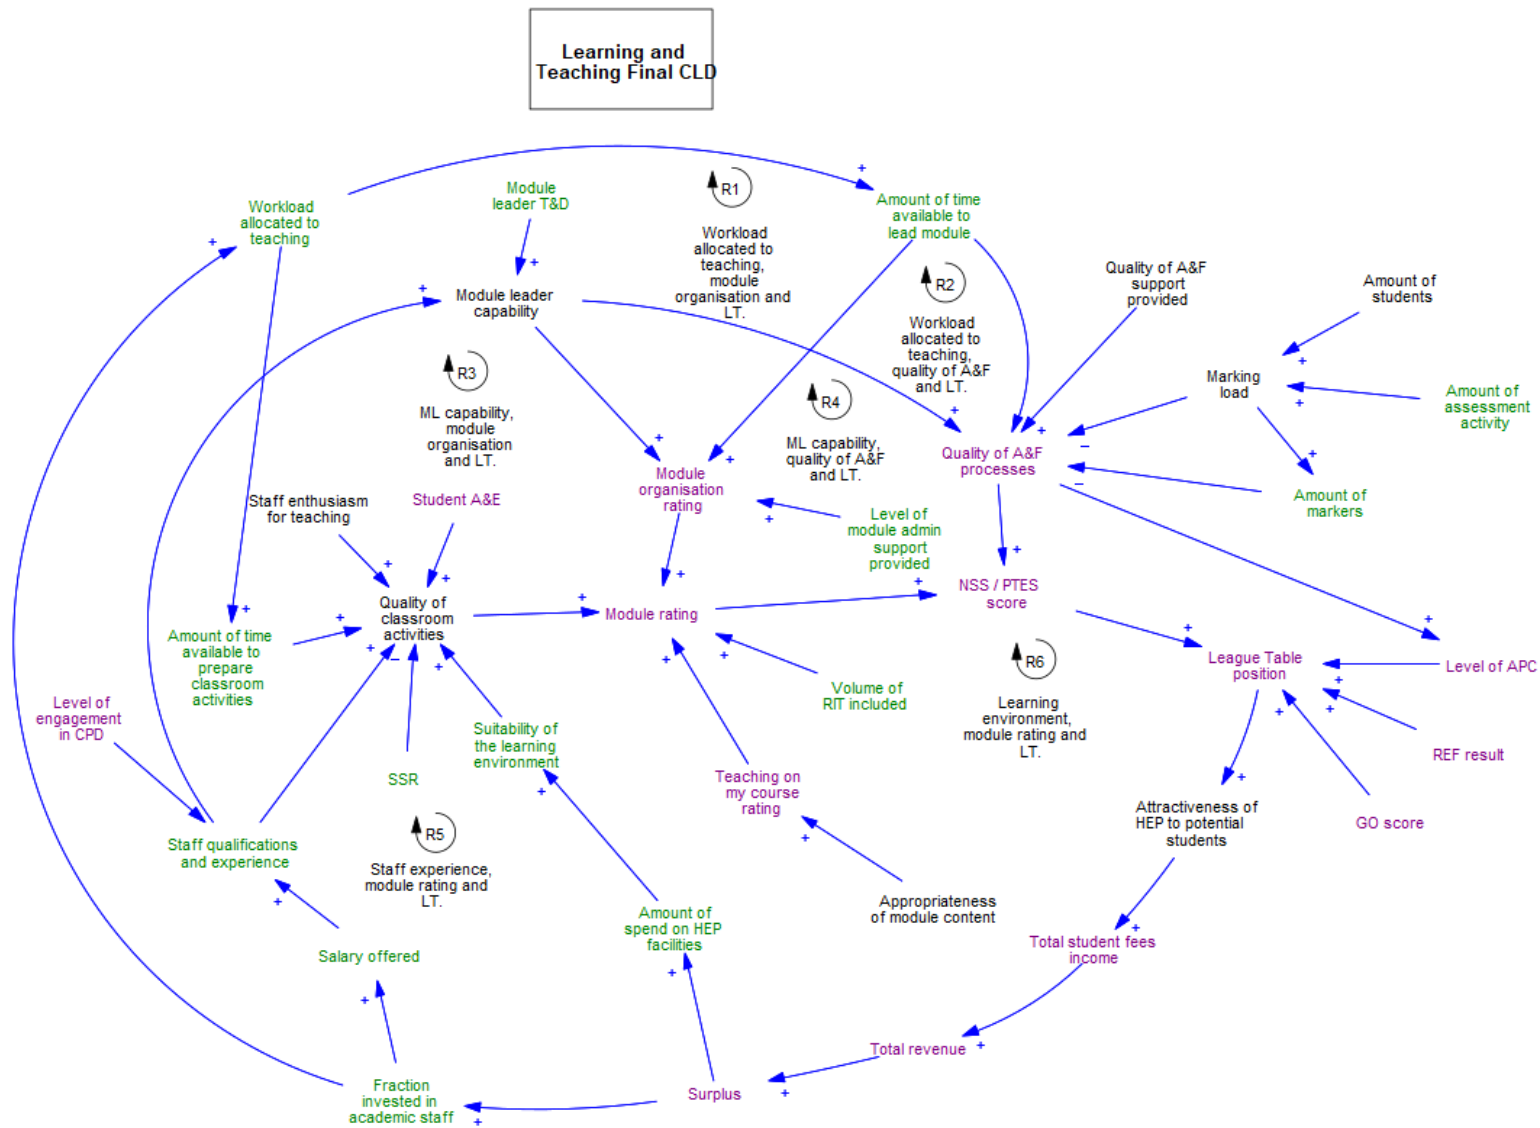 Learning and
Teaching Final CLD
Workload
allocated to
teaching
+
Module
leader T&D
+
R1
Workload
allocated to
teaching,
module
organisation and
LT.
+
Amount of time
available to
lead module
Module leader
capability
+
R2
Workload
allocated to
teaching,
quality of A&F
and LT.
Quality of A&F
support
provided
Amount of
students
+
Marking
load
+
Amount of
assessment
activity
R3
ML capability,
module
organisation
and LT.
R4
ML capability,
quality of A&F
and LT.
+
+
–
Quality of A&F
processes
–
+
Amount of
markers
+
+
Module
organisation
rating
+
Level of
module admin
support
provided
Staff enthusiasm
for teaching
Student A&E
+
+
Quality of
classroom
activities
+
+
–
+
+
Amount of time
available to
prepare
classroom
activities
+
+
Module rating
+
+
+
NSS / PTES
score
+
R6
Learning
environment,
module rating and
LT.
+
League Table
position
+
+
+
+
Level of APC
REF result
GO score
Level of
engagement
in CPD
Suitability of
the learning
environment
+
Volume of
RIT included
SSR
Teaching on
my course
rating
+
R5
Staff experience,
module rating and
LT.
Staff qualifications
and experience
+
+
Attractiveness of
HEP to potential
students
Appropriateness
of module content
Amount of
spend on HEP
facilities
+
Salary offered
+
+
Total student fees
income
Total revenue
+
Surplus
+
Fraction
invested in
academic staff
+